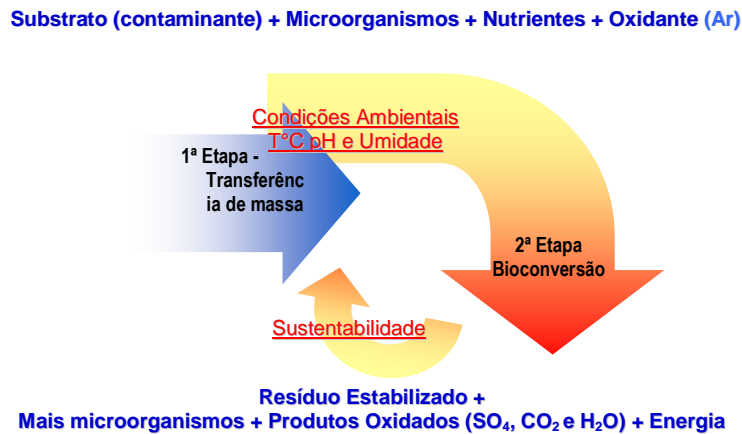 Substrato (contaminante) + Microorganismos + Nutrientes + Oxidante (Ar)
Condições Ambientais
T°C pH e Umidade
1ª Etapa -
Transferênc
ia de massa
2ª Etapa
Bioconversão
Sustentabilidade
Resíduo Estabilizado +
Mais microorganismos + Produtos Oxidados (SO₄, CO₂ e H₂O) + Energia